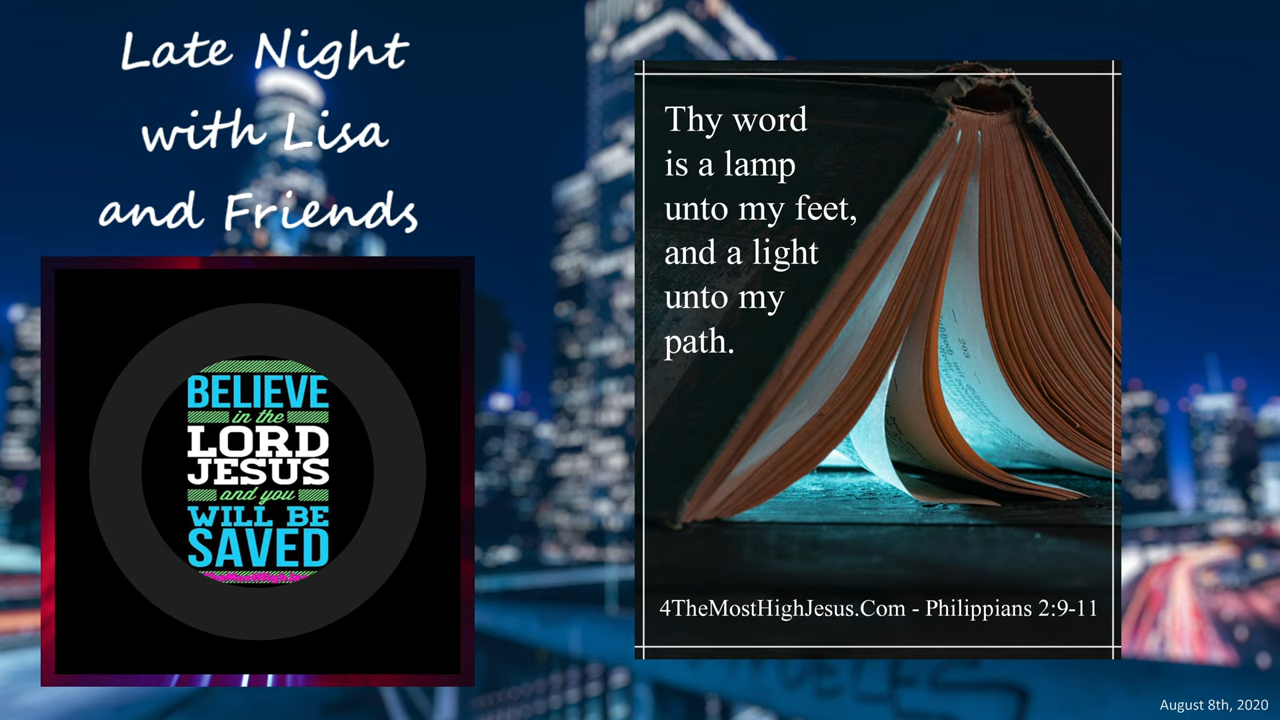 Late Night
with Lisa
and Friends
BELIEVE
in the
LORD
JESUS
and you
WILL BE
SAVED
Thy word
is a lamp
unto my feet,
and a light
unto my
path.
4TheMostHighJesus.Com - Philippians 2:9-11
August 8th, 2020